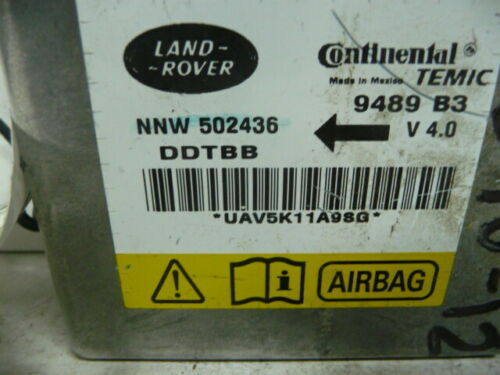 LAND-
~ROVER
Continental
Made in Mexico TEMIC
9489 B3
NNW 502436
V 4.0
DDTBB
*UAV5K11A98G*
AIRBAG